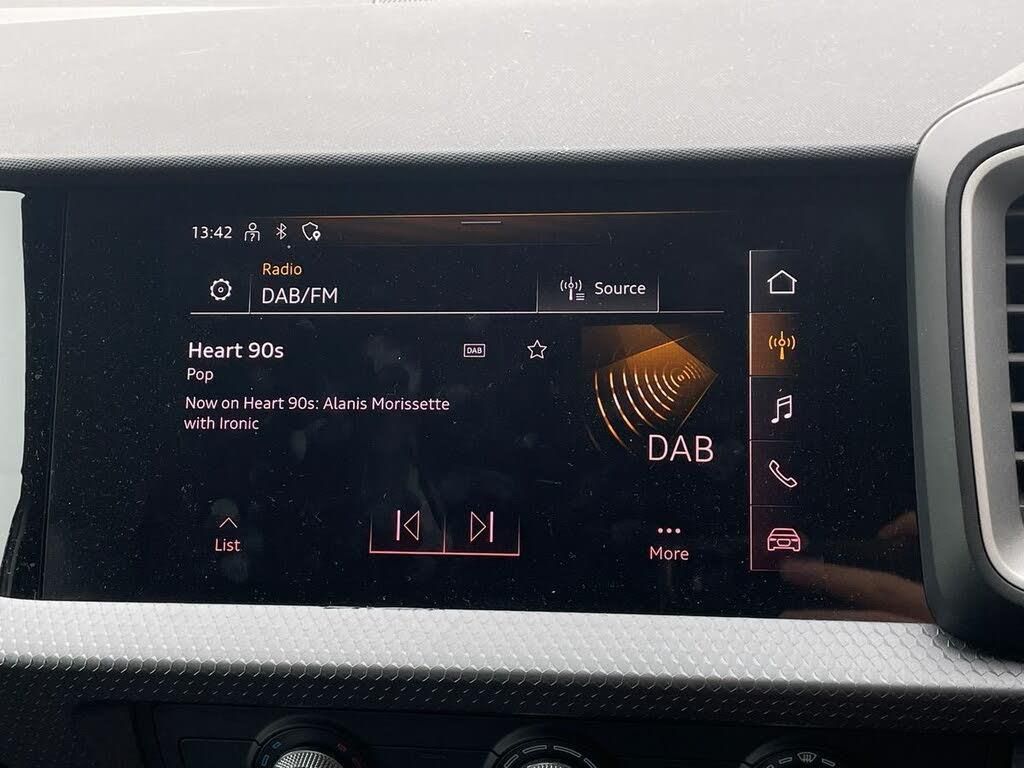 13:42
Radio
DAB/FM
Source
Heart 90s
DAB
Pop
Now on Heart 90s: Alanis Morissette
with Ironic
DAB
List
More